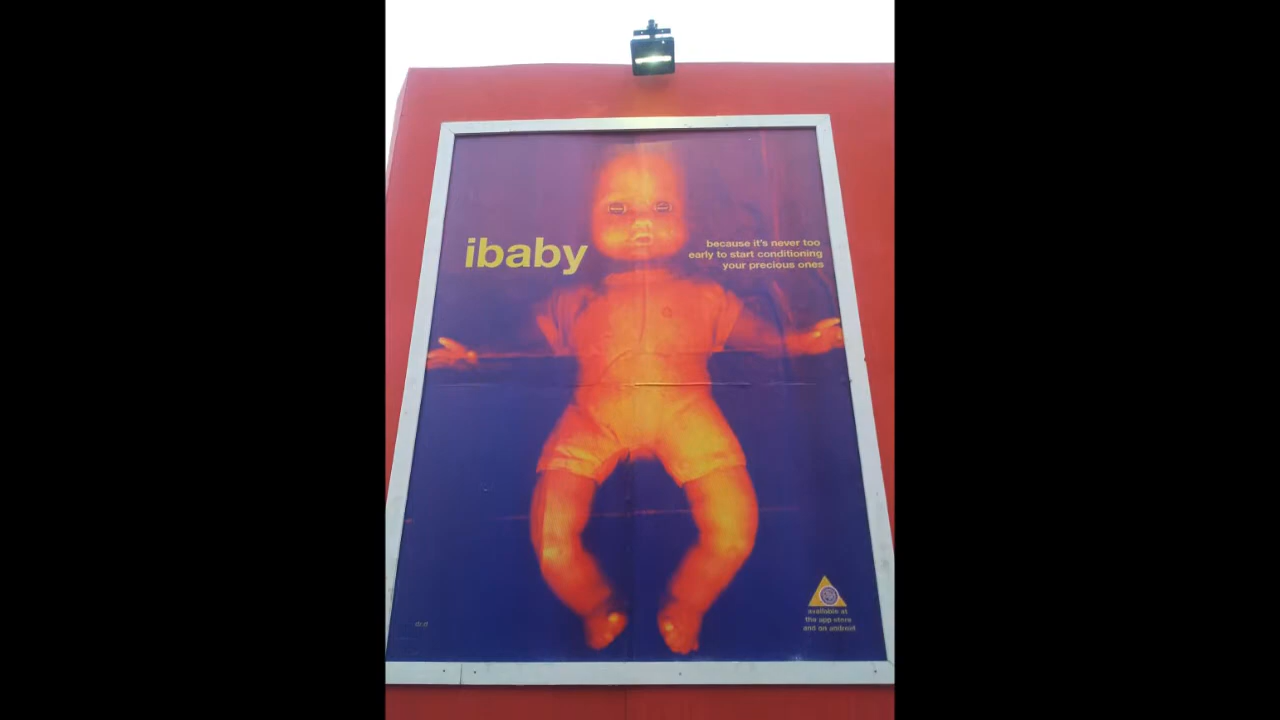 ibaby
because it's never too
early to start conditioning
your precious ones
available at
the app store
and on android